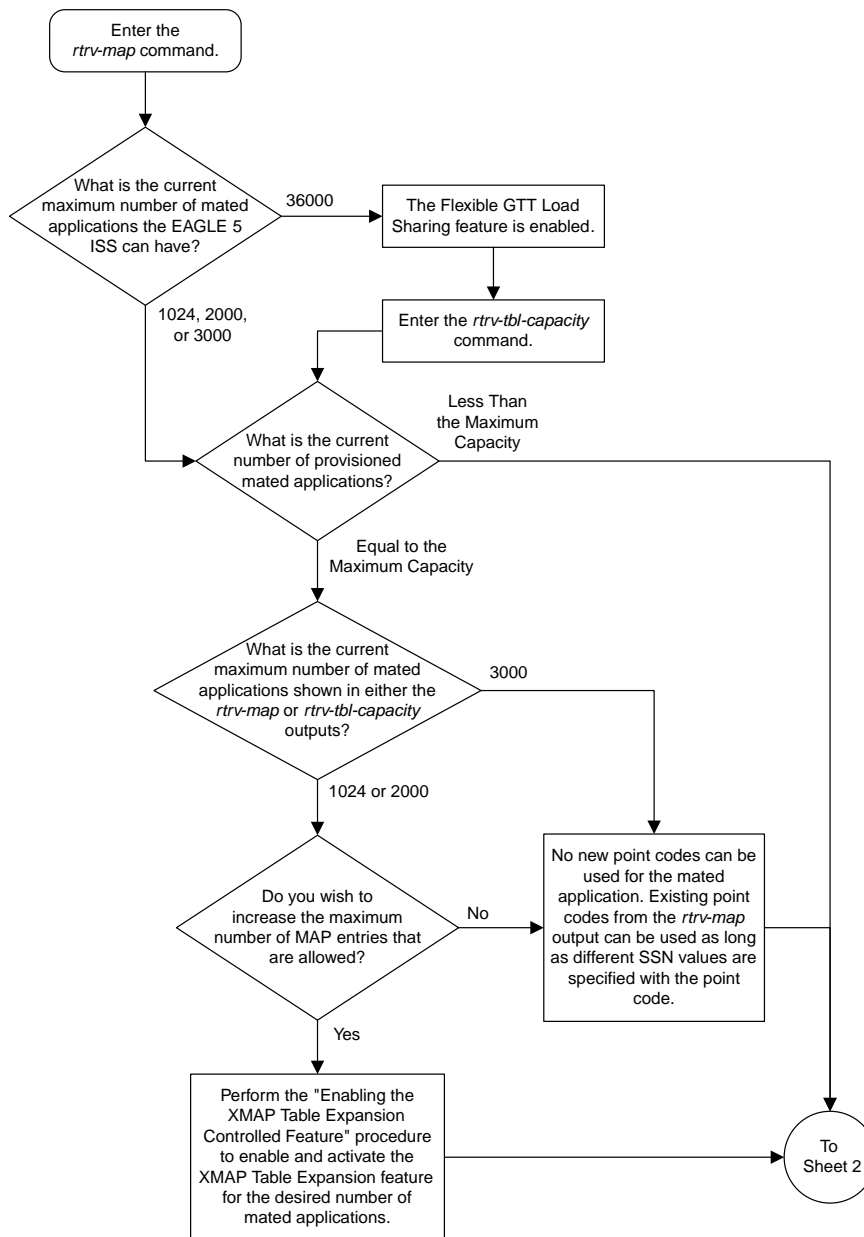 Enter the
rtrv-map command.
What is the current
maximum number of mated
applications the EAGLE 5
ISS can have?
36000
The Flexible GTT Load
Sharing feature is enabled.
1024, 2000,
or 3000
Enter the rtrv-tbl-capacity
command.
What is the current
number of provisioned
mated applications?
Less Than
the Maximum
Capacity
Equal to the
Maximum Capacity
What is the current
maximum number of mated
applications shown in either the
rtrv-map or rtrv-tbl-capacity
outputs?
3000
1024 or 2000
Do you wish to
increase the maximum
number of MAP entries that
are allowed?
No
No new point codes can be
used for the mated
application. Existing point
codes from the rtrv-map
output can be used as long
as different SSN values are
specified with the point
code.
Yes
Perform the "Enabling the
XMAP Table Expansion
Controlled Feature" procedure
to enable and activate the
XMAP Table Expansion feature
for the desired number of
mated applications.
To
Sheet 2